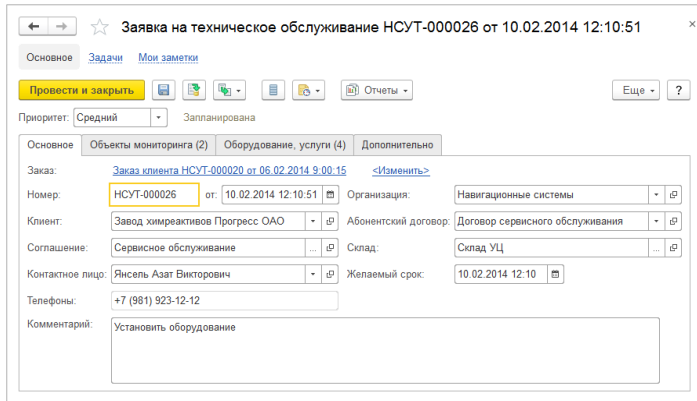 Заявка на техническое обслуживание НСУТ-000026 от 10.02.2014 12:10:51
Основное Задачи Мои заметки
Провести и закрыть Отчеты Еще ?
Приоритет: Средний Запланирована
Основное Объекты мониторинга (2) Оборудование, услуги (4) Дополнительно
Заказ: Заказ клиента НСУТ-000020 от 06.02.2014 9:00:15 <Изменить>
Номер: НСУТ-000026 от: 10.02.2014 12:10:51 Организация: Навигационные системы
Клиент: Завод химреактивов Прогресс ОАО Абонентский договор: Договор сервисного обслуживания
Соглашение: Сервисное обслуживание ... Склад: Склад УЦ ...
Контактное лицо: Янсель Азат Викторович Желаемый срок: 10.02.2014 12:10
Телефоны: +7 (981) 923-12-12
Комментарий: Установить оборудование